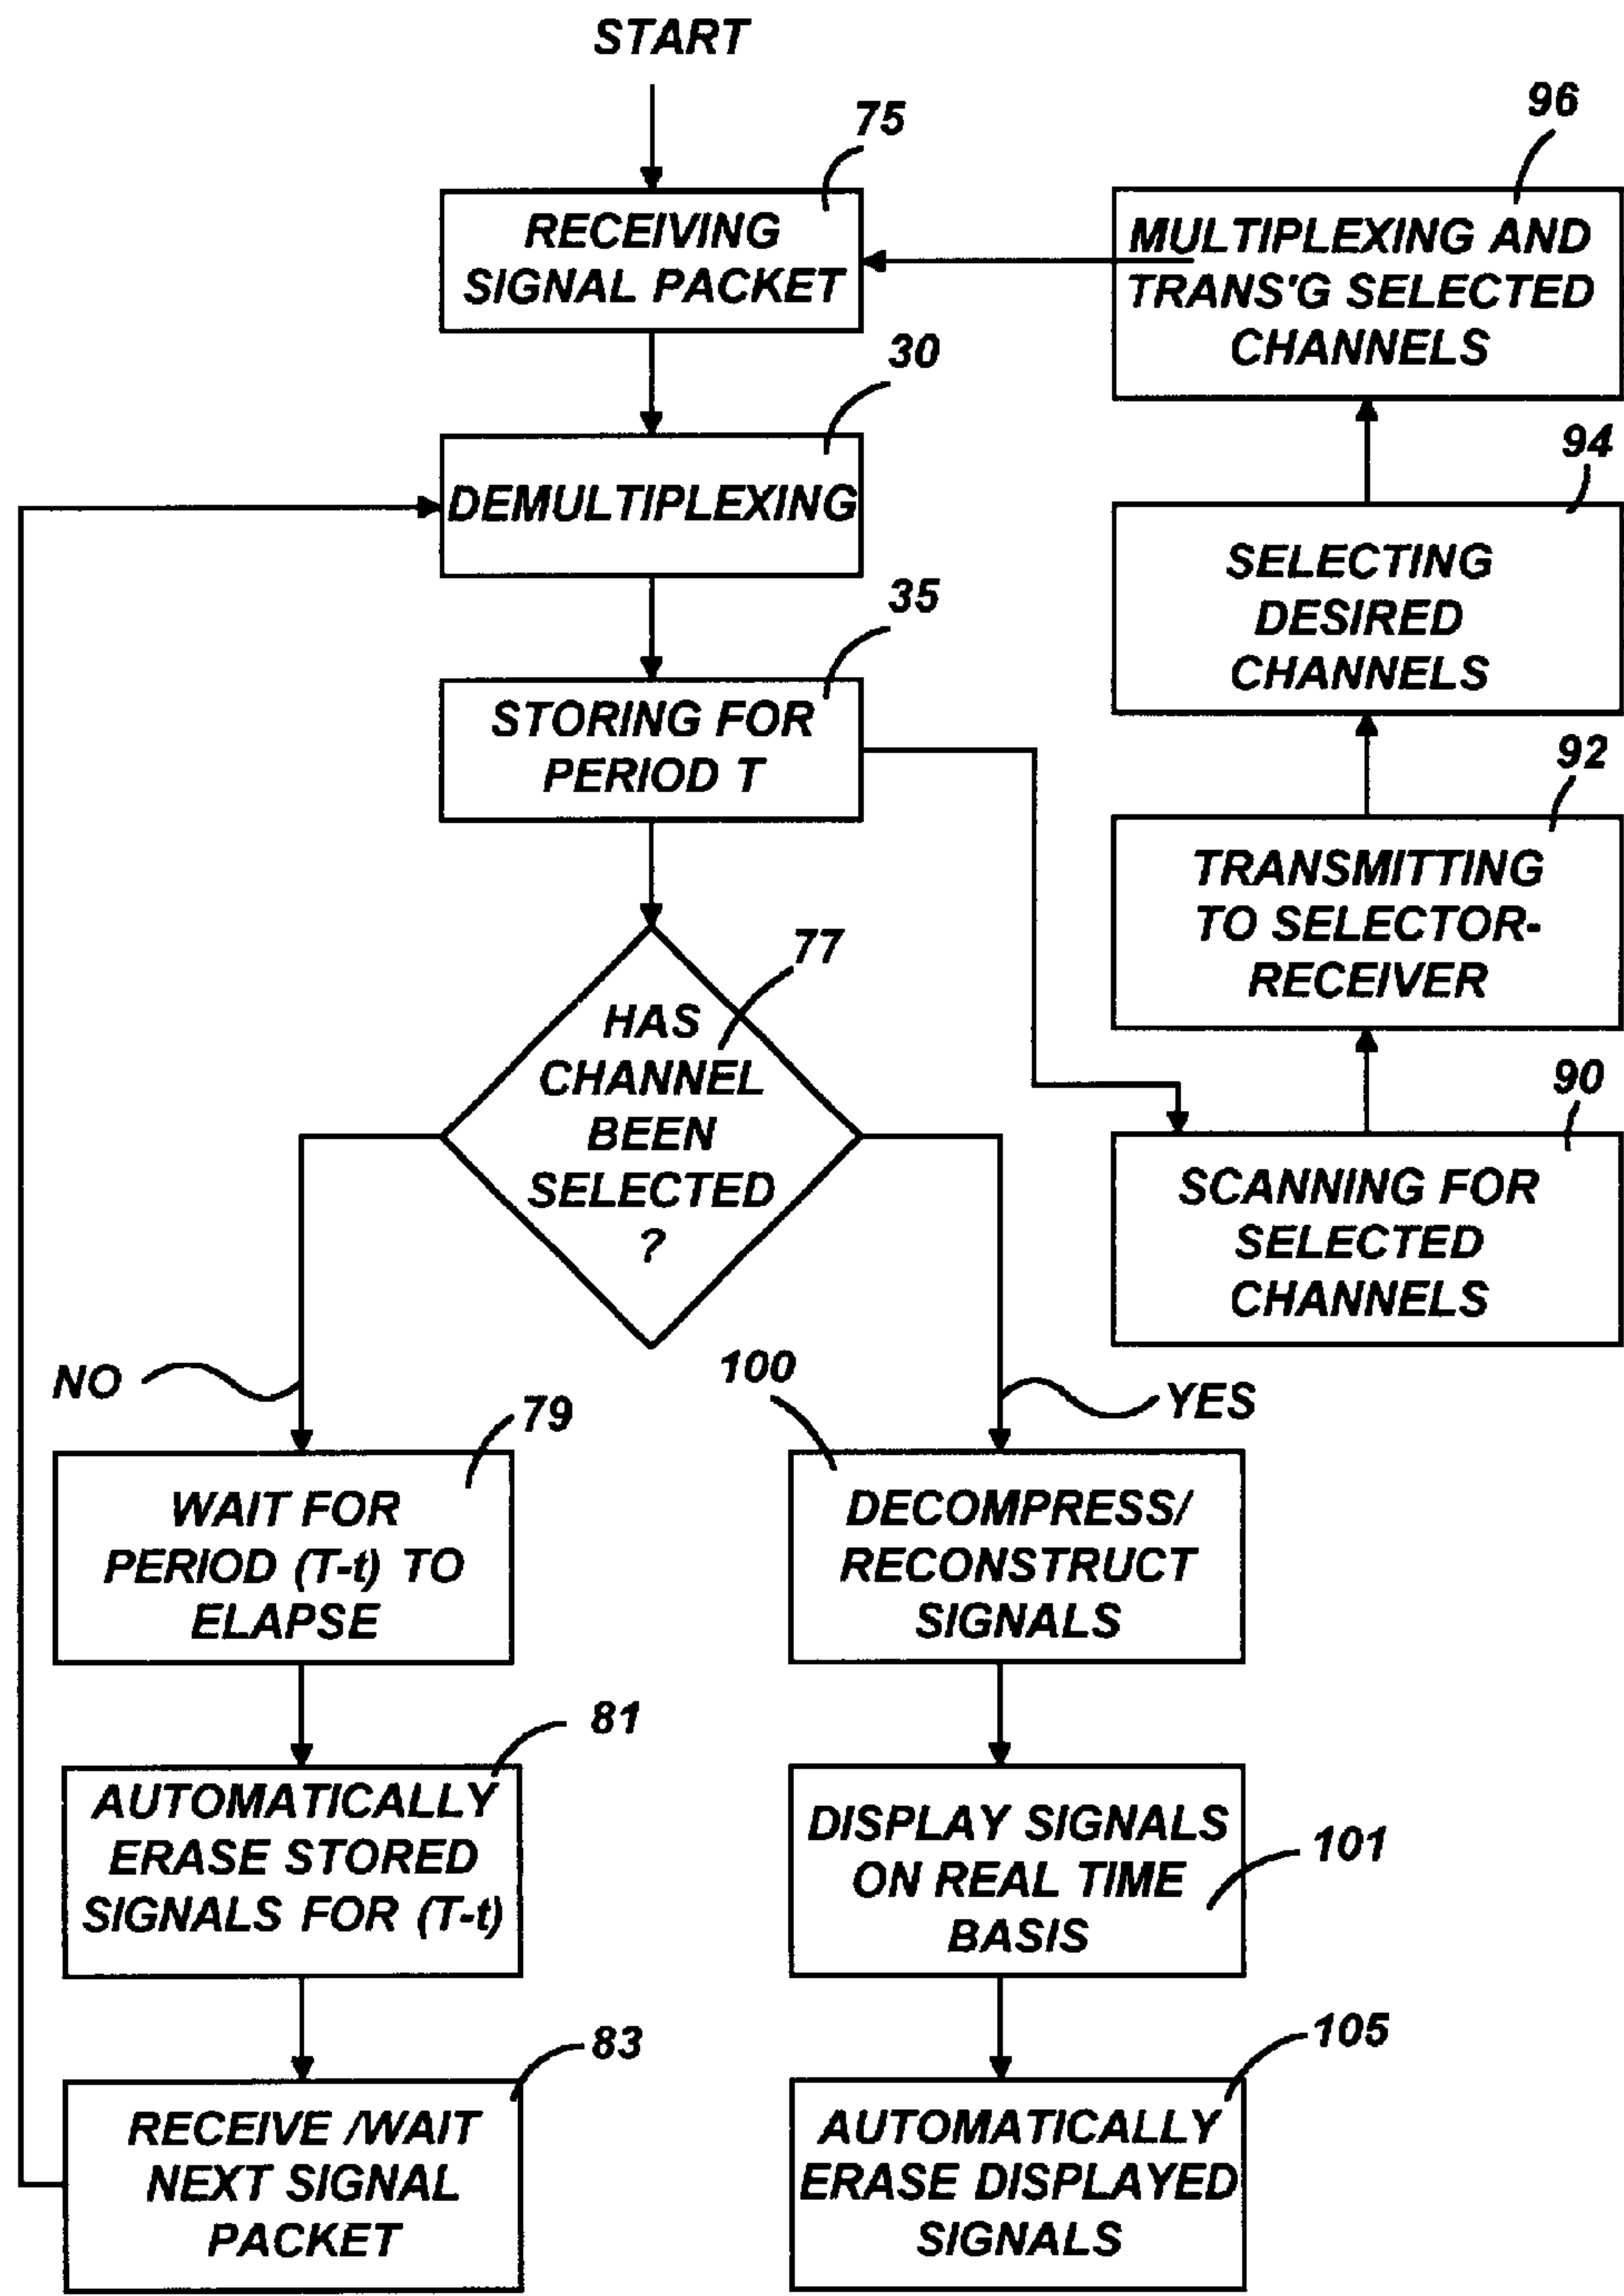 START
75
RECEIVING
SIGNAL PACKET
96
MULTIPLEXING AND
TRANS'G SELECTED
CHANNELS
30
DEMULTIPLEXING
94
SELECTING
DESIRED
CHANNELS
35
STORING FOR
PERIOD T
92
TRANSMITTING
TO SELECTOR-
RECEIVER
77
HAS
CHANNEL
BEEN
SELECTED
?
90
SCANNING FOR
SELECTED
CHANNELS
NO
YES
79
WAIT FOR
PERIOD (T-t) TO
ELAPSE
100
DECOMPRESS/
RECONSTRUCT
SIGNALS
81
AUTOMATICALLY
ERASE STORED
SIGNALS FOR (T-t)
101
DISPLAY SIGNALS
ON REAL TIME
BASIS
83
RECEIVE /WAIT
NEXT SIGNAL
PACKET
105
AUTOMATICALLY
ERASE DISPLAYED
SIGNALS